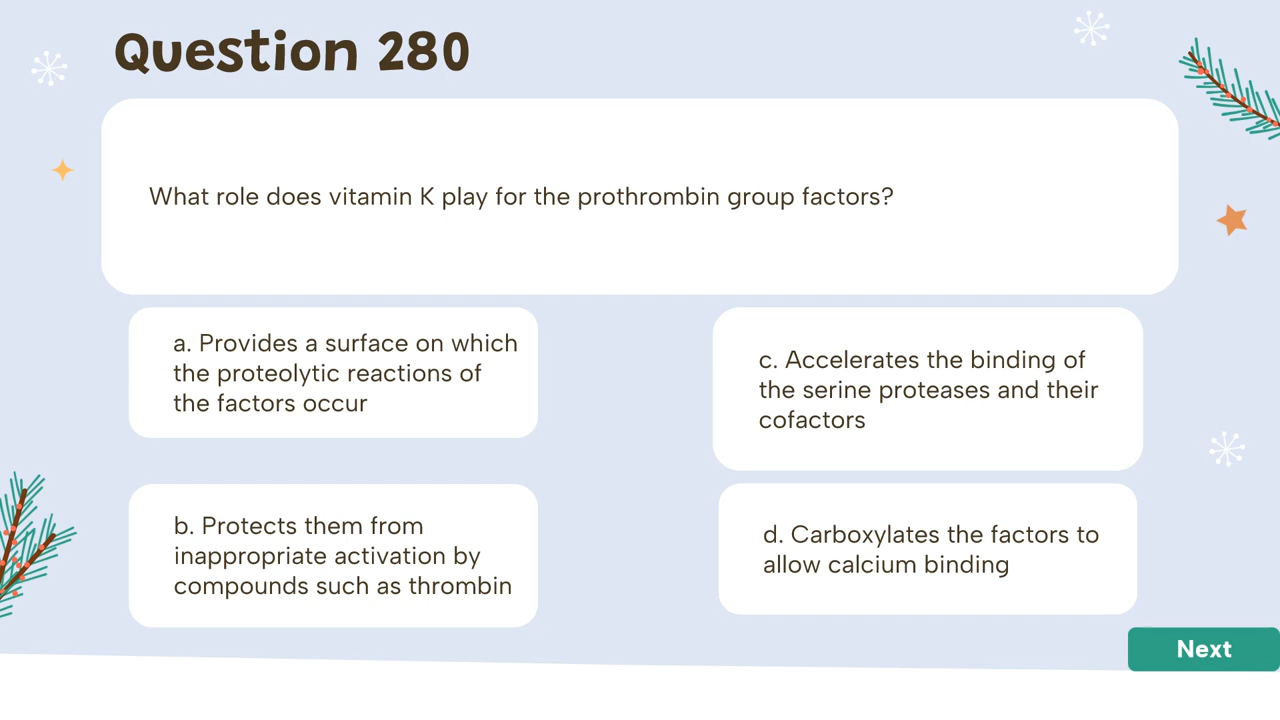 Question 280
What role does vitamin K play for the prothrombin group factors?
a. Provides a surface on which
the proteolytic reactions of
the factors occur
b. Protects them from
inappropriate activation by
compounds such as thrombin
c. Accelerates the binding of
the serine proteases and their
cofactors
d. Carboxylates the factors to
allow calcium binding
Next